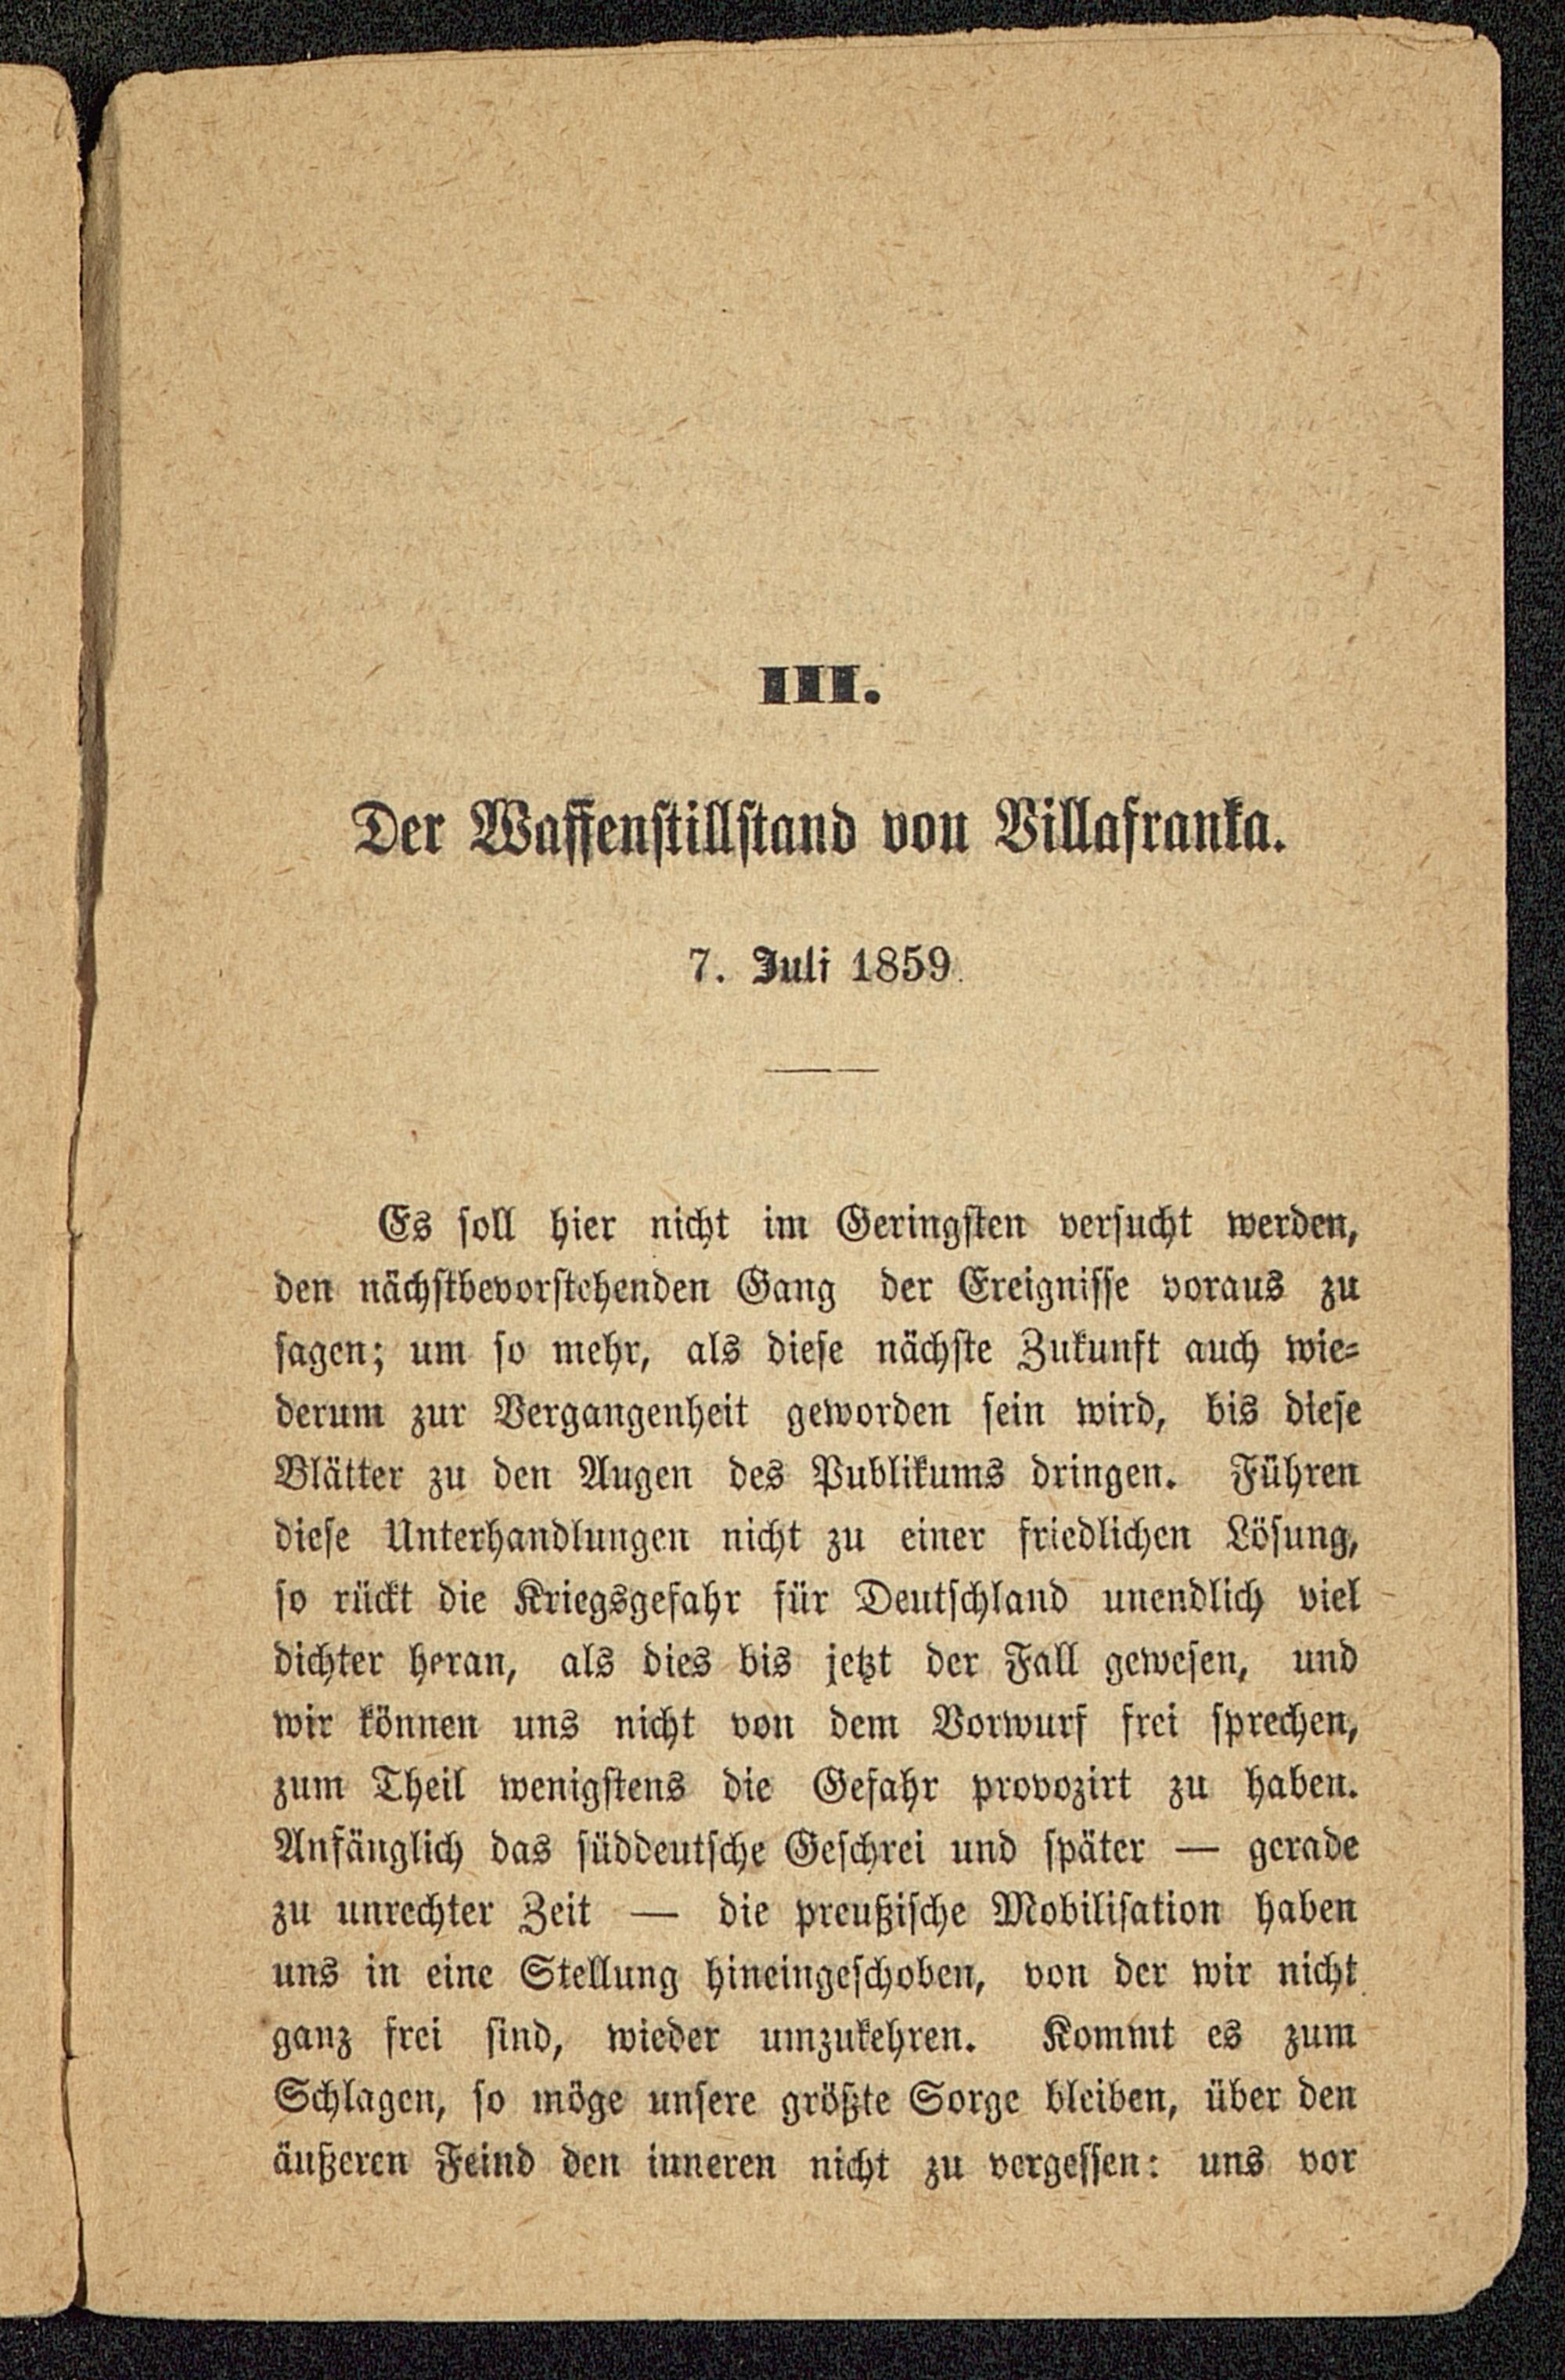 III.
Der Waffenstillstand von Villafranka.
7. Juli 1859.
Es soll hier nicht im Geringsten versucht werden,
den nächstbevorstehenden Gang der Ereignisse voraus zu
sagen; um so mehr, als diese nächste Zukunft auch wie-
derum zur Vergangenheit geworden sein wird, bis diese
Blätter zu den Augen des Publikums dringen. Führen
diese Unterhandlungen nicht zu einer friedlichen Lösung,
so rückt die Kriegsgefahr für Deutschland unendlich viel
dichter heran, als dies bis jetzt der Fall gewesen, und
wir können uns nicht von dem Vorwurf frei sprechen,
zum Theil wenigstens die Gefahr provozirt zu haben.
Anfänglich das süddeutsche Geschrei und später — gerade
zu unrechter Zeit — die preußische Mobilisation haben
uns in eine Stellung hineingeschoben, von der wir nicht
ganz frei sind, wieder umzukehren. Kommt es zum
Schlagen, so möge unsere größte Sorge bleiben, über den
äußeren Feind den inneren nicht zu vergessen: uns vor